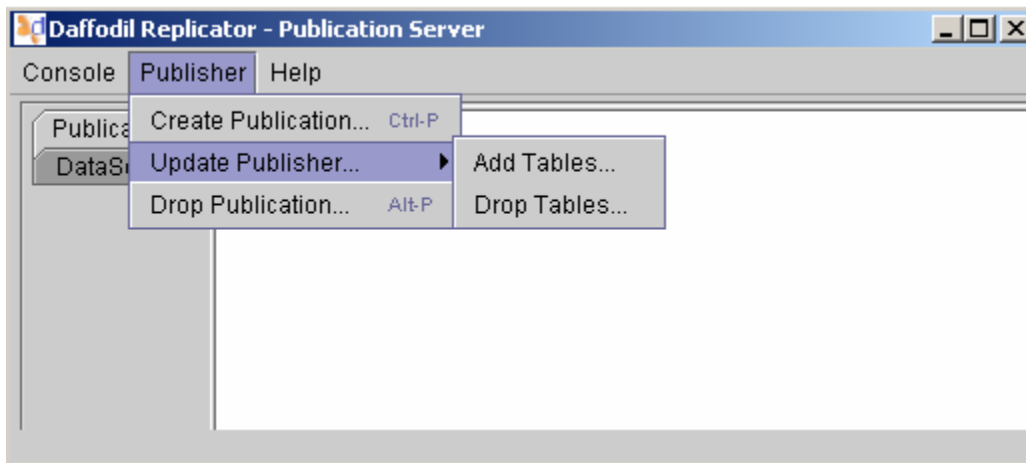 Daffodil Replicator - Publication Server
Console Publisher Help
Create Publication... Ctrl-P
Update Publisher... Add Tables...
Drop Publication... Alt-P Drop Tables...